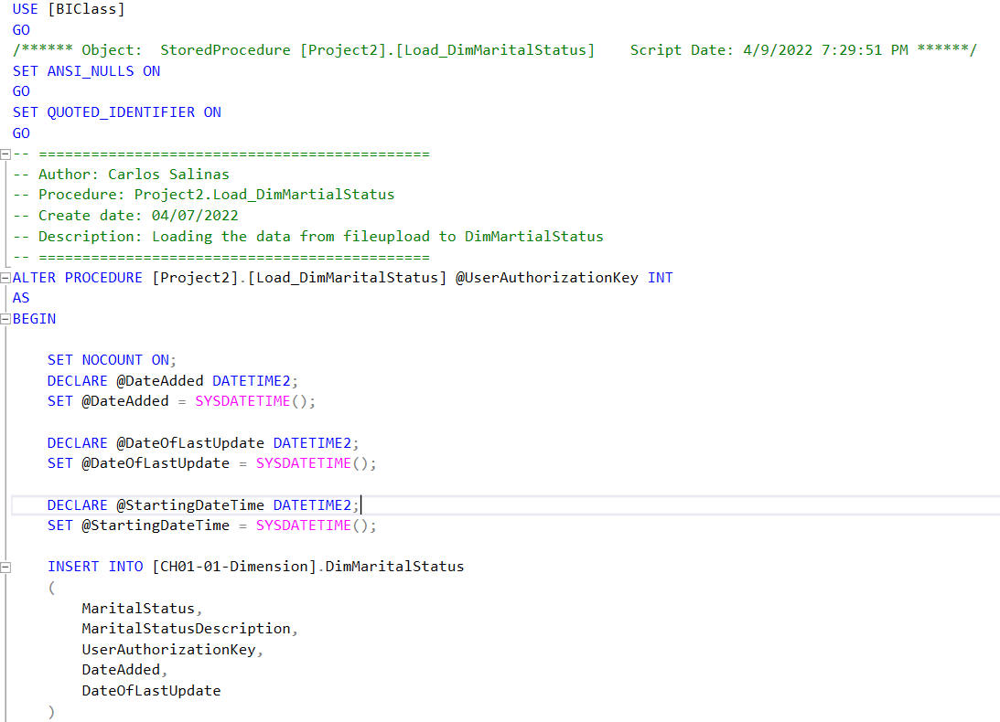 USE [BIClass]
GO
/****** Object:  StoredProcedure [Project2].[Load_DimMaritalStatus]    Script Date: 4/9/2022 7:29:51 PM ******/
SET ANSI_NULLS ON
GO
SET QUOTED_IDENTIFIER ON
GO
-- =============================================
-- Author: Carlos Salinas
-- Procedure: Project2.Load_DimMartialStatus
-- Create date: 04/07/2022
-- Description: Loading the data from fileupload to DimMartialStatus
-- =============================================
ALTER PROCEDURE [Project2].[Load_DimMaritalStatus] @UserAuthorizationKey INT
AS
BEGIN
    SET NOCOUNT ON;
    DECLARE @DateAdded DATETIME2;
    SET @DateAdded = SYSDATETIME();
    DECLARE @DateOfLastUpdate DATETIME2;
    SET @DateOfLastUpdate = SYSDATETIME();
    DECLARE @StartingDateTime DATETIME2;
    SET @StartingDateTime = SYSDATETIME();
    INSERT INTO [CH01-01-Dimension].DimMaritalStatus
    (
        MaritalStatus,
        MaritalStatusDescription,
        UserAuthorizationKey,
        DateAdded,
        DateOfLastUpdate
    )